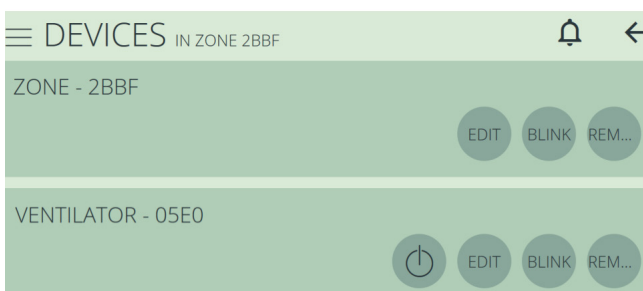 DEVICES IN ZONE 2BBF
ZONE - 2BBF
EDIT BLINK REM...
VENTILATOR - 05E0
EDIT BLINK REM...